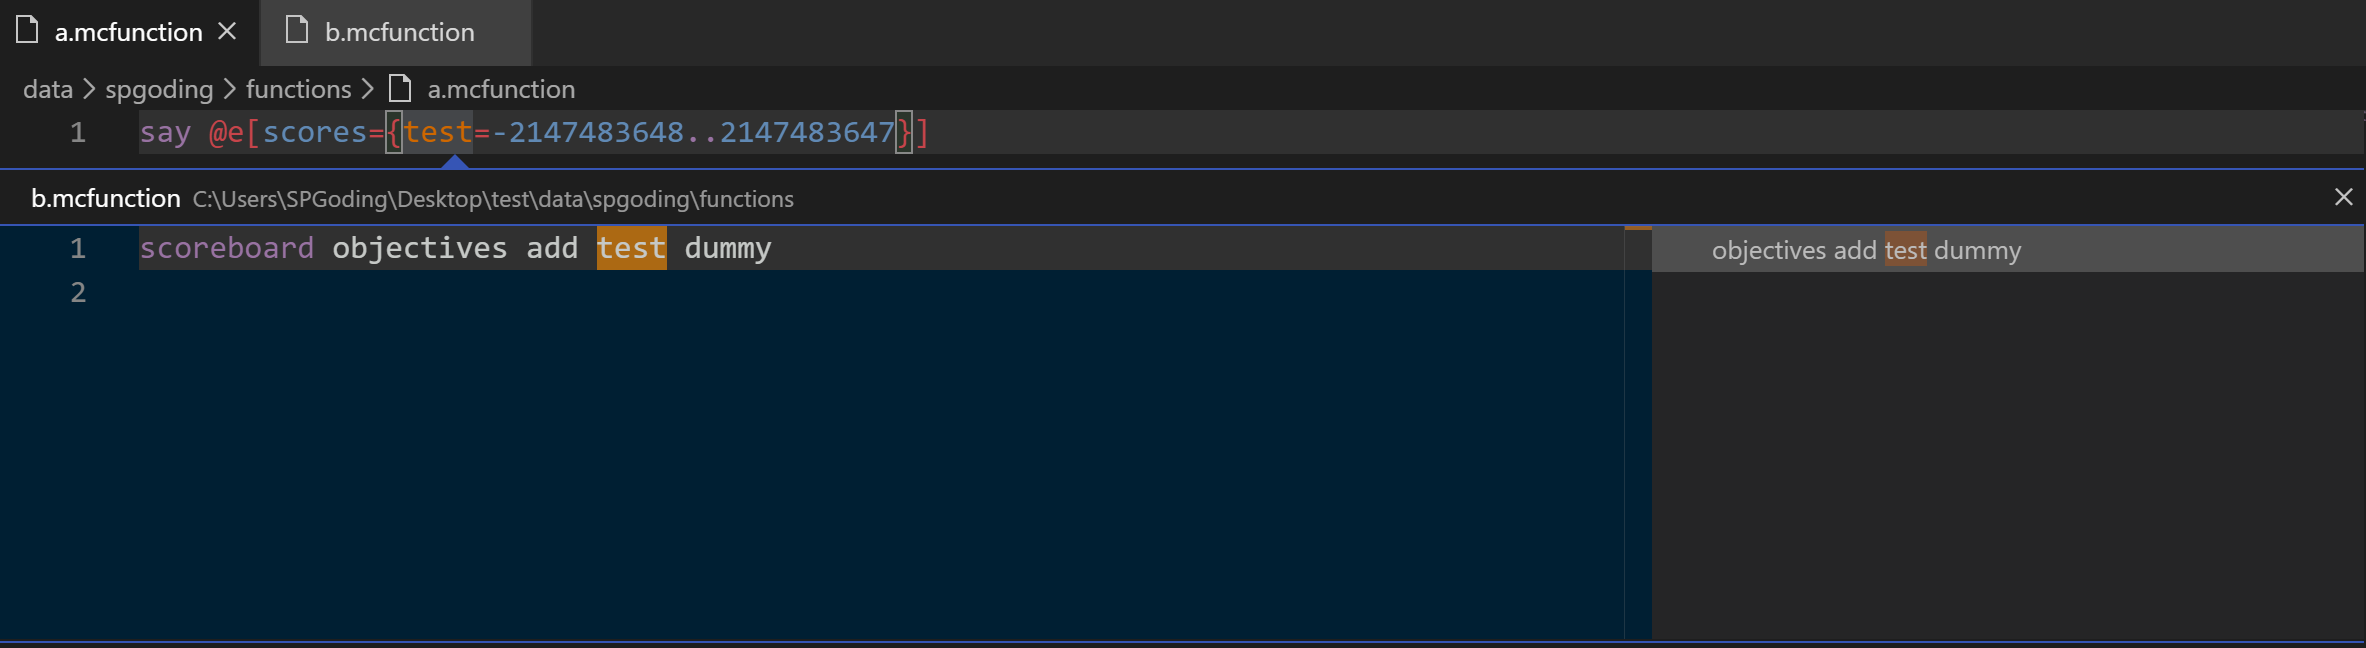 a.mcfunction b.mcfunction
data > spgoding > functions > a.mcfunction
1 say @e[scores={test=-2147483648..2147483647}]
b.mcfunction C:\Users\SPGoding\Desktop\test\data\spgoding\functions
1 scoreboard objectives add test dummy
2
objectives add test dummy